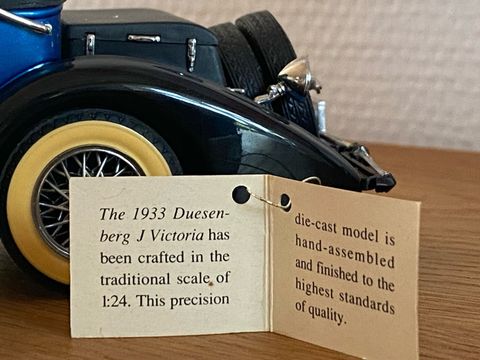 The 1933 Duesen-
berg J Victoria has
been crafted in the
traditional scale of
1:24. This precision
die-cast model is
hand-assembled
and finished to the
highest standards
of quality.